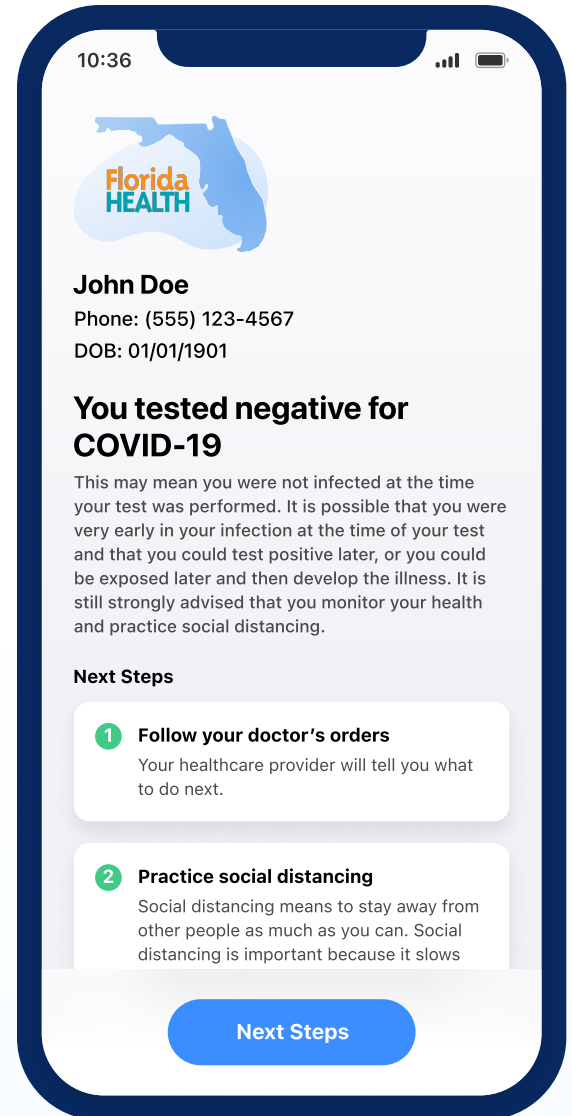 10:36
Florida
HEALTH
John Doe
Phone: (555) 123-4567
DOB: 01/01/1901
You tested negative for
COVID-19
This may mean you were not infected at the time
your test was performed. It is possible that you were
very early in your infection at the time of your test
and that you could test positive later, or you could
be exposed later and then develop the illness. It is
still strongly advised that you monitor your health
and practice social distancing.
Next Steps
1 Follow your doctor’s orders
Your healthcare provider will tell you what
to do next.
2 Practice social distancing
Social distancing means to stay away from
other people as much as you can. Social
distancing is important because it slows
Next Steps